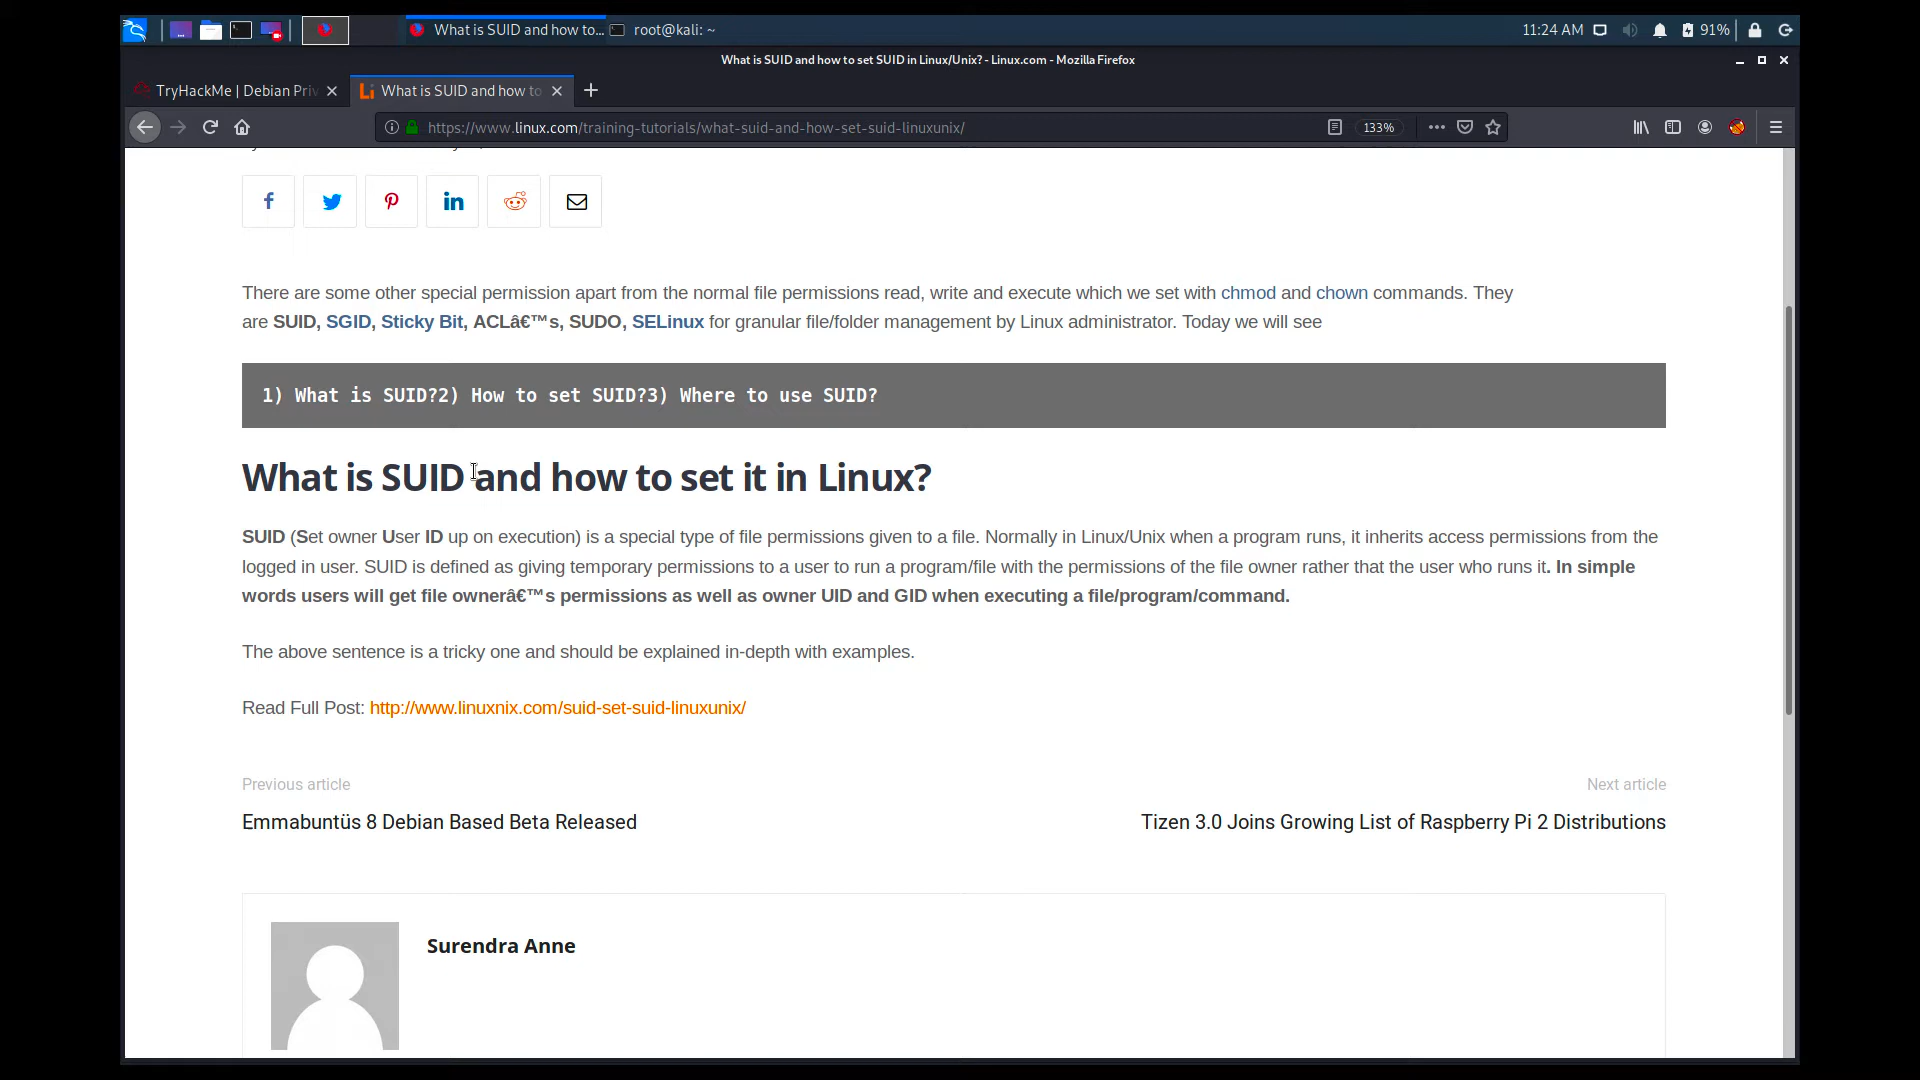 What is SUID and how to...
root@kali: ~
11:24 AM
91%
What is SUID and how to set SUID in Linux/Unix? - Linux.com - Mozilla Firefox
TryHackMe | Debian Priv
What is SUID and how to
https://www.linux.com/training-tutorials/what-suid-and-how-set-suid-linuxunix/
133%
There are some other special permission apart from the normal file permissions read, write and execute which we set with chmod and chown commands. They
are SUID, SGID, Sticky Bit, ACLâ€™s, SUDO, SELinux for granular file/folder management by Linux administrator. Today we will see
1) What is SUID?2) How to set SUID?3) Where to use SUID?
What is SUID and how to set it in Linux?
SUID (Set owner User ID up on execution) is a special type of file permissions given to a file. Normally in Linux/Unix when a program runs, it inherits access permissions from the
logged in user. SUID is defined as giving temporary permissions to a user to run a program/file with the permissions of the file owner rather that the user who runs it. In simple
words users will get file ownerâ€™s permissions as well as owner UID and GID when executing a file/program/command.
The above sentence is a tricky one and should be explained in-depth with examples.
Read Full Post: http://www.linuxnix.com/suid-set-suid-linuxunix/
Previous article
Next article
Emmabuntüs 8 Debian Based Beta Released
Tizen 3.0 Joins Growing List of Raspberry Pi 2 Distributions
Surendra Anne